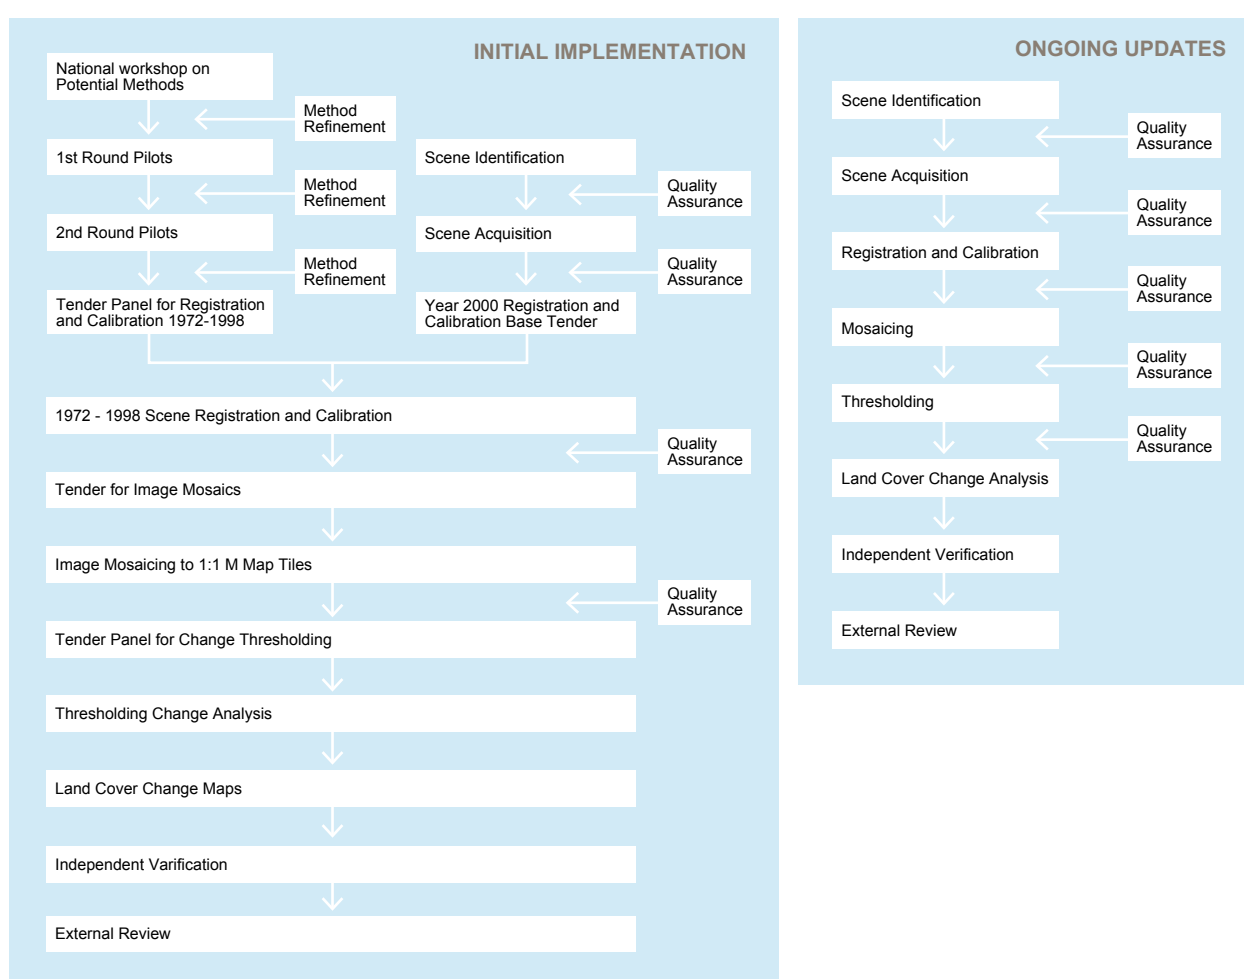 INITIAL IMPLEMENTATION
National workshop on
Potential Methods
Method
Refinement
1st Round Pilots
Method
Refinement
2nd Round Pilots
Method
Refinement
Tender Panel for Registration
and Calibration 1972-1998
Scene Identification
Quality
Assurance
Scene Acquisition
Quality
Assurance
Year 2000 Registration and
Calibration Base Tender
1972 - 1998 Scene Registration and Calibration
Quality
Assurance
Tender for Image Mosaics
Image Mosaicing to 1:1 M Map Tiles
Quality
Assurance
Tender Panel for Change Thresholding
Thresholding Change Analysis
Land Cover Change Maps
Independent Varification
External Review
ONGOING UPDATES
Scene Identification
Quality
Assurance
Scene Acquisition
Quality
Assurance
Registration and Calibration
Quality
Assurance
Mosaicing
Quality
Assurance
Thresholding
Quality
Assurance
Land Cover Change Analysis
Independent Verification
External Review